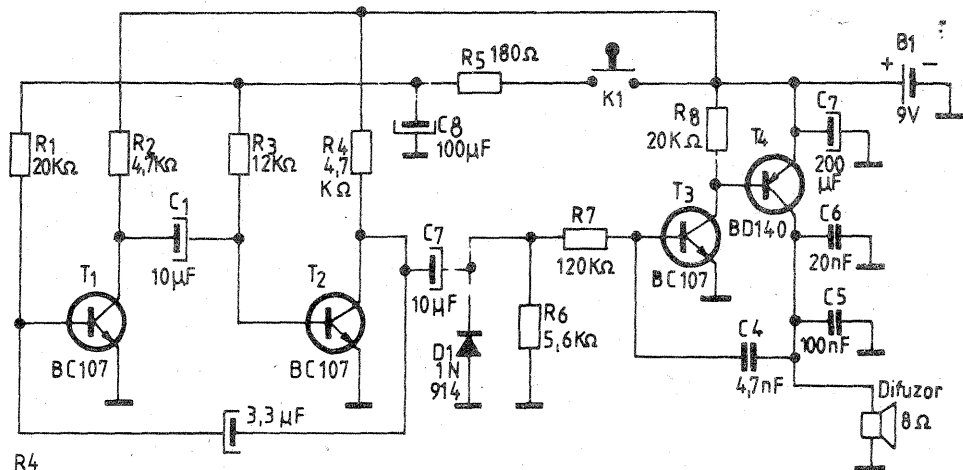 R5 180Ω
K1
B1
+ −
9V
R1
20KΩ
R2
4,7KΩ
R3
12KΩ
R4
4,7
KΩ
C8
100μF
R8
20KΩ
T4
BD140
C7
200
μF
C1
10μF
T1
BC107
T2
BC107
C7
10μF
R7
120KΩ
T3
BC107
C6
20nF
R6
5,6KΩ
D1
1N
914
C4
4,7nF
C5
100nF
3,3μF
Difuzor
8Ω
R4